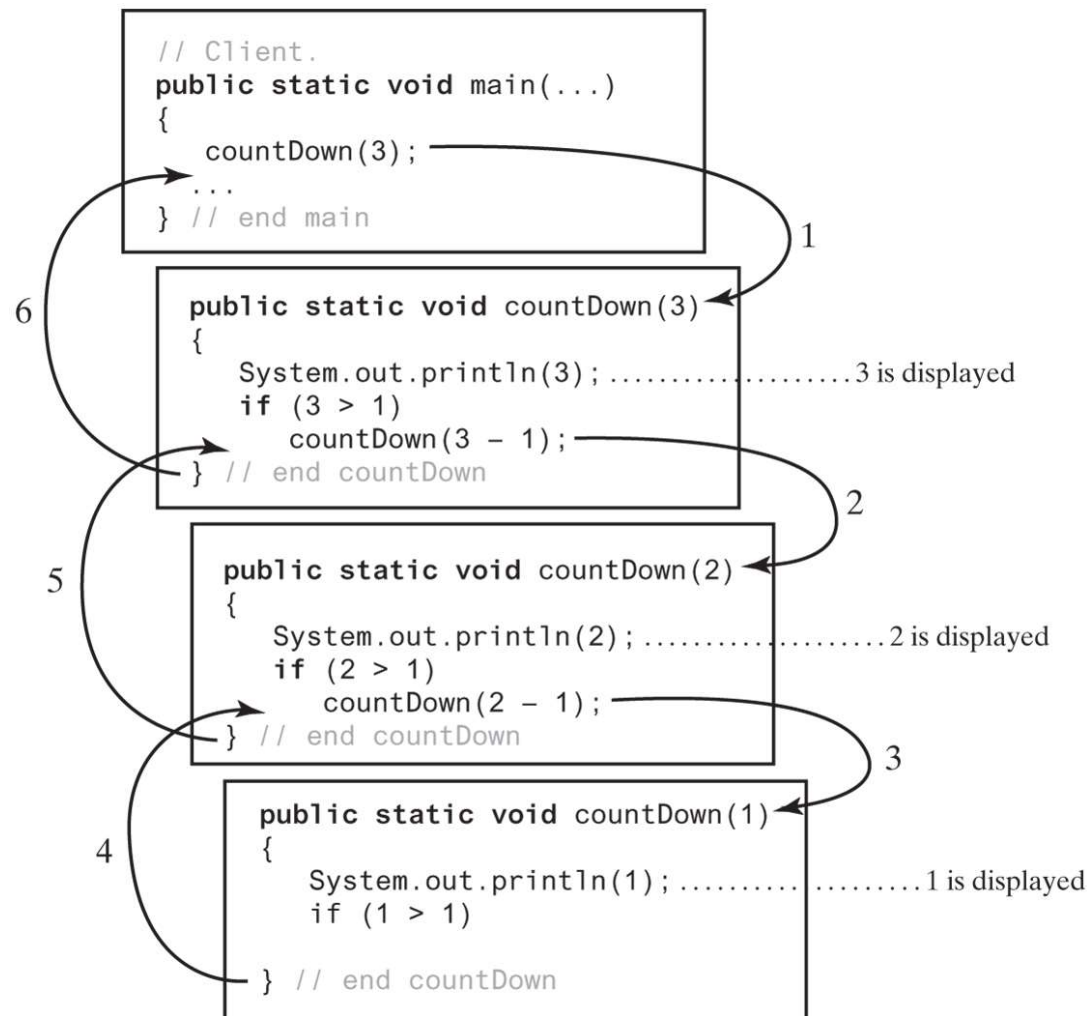 // Client.
public static void main(...)
{
countDown(3);
...
} // end main
1
6
public static void countDown(3)
{
System.out.println(3); ..................... 3 is displayed
if (3 > 1)
countDown(3 – 1);
} // end countDown
2
5
public static void countDown(2)
{
System.out.println(2); ..................... 2 is displayed
if (2 > 1)
countDown(2 – 1);
} // end countDown
3
4
public static void countDown(1)
{
System.out.println(1); ..................... 1 is displayed
if (1 > 1)
} // end countDown